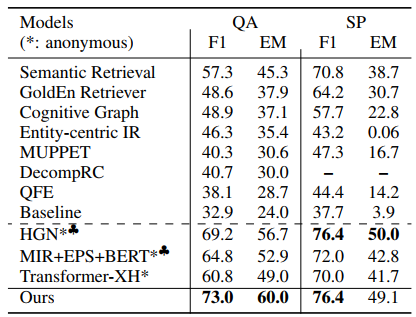 Models QA SP
(*: anonymous) F1 EM F1 EM
Semantic Retrieval 57.3 45.3 70.8 38.7
GoldEn Retriever 48.6 37.9 64.2 30.7
Cognitive Graph 48.9 37.1 57.7 22.8
Entity-centric IR 46.3 35.4 43.2 0.06
MUPPET 40.3 30.6 47.3 16.7
DecompRC 40.7 30.0 – –
QFE 38.1 28.7 44.4 14.2
Baseline 32.9 24.0 37.7 3.9
HGN*♣ 69.2 56.7 76.4 50.0
MIR+EPS+BERT*♣ 64.8 52.9 72.0 42.8
Transformer-XH* 60.8 49.0 70.0 41.7
Ours 73.0 60.0 76.4 49.1